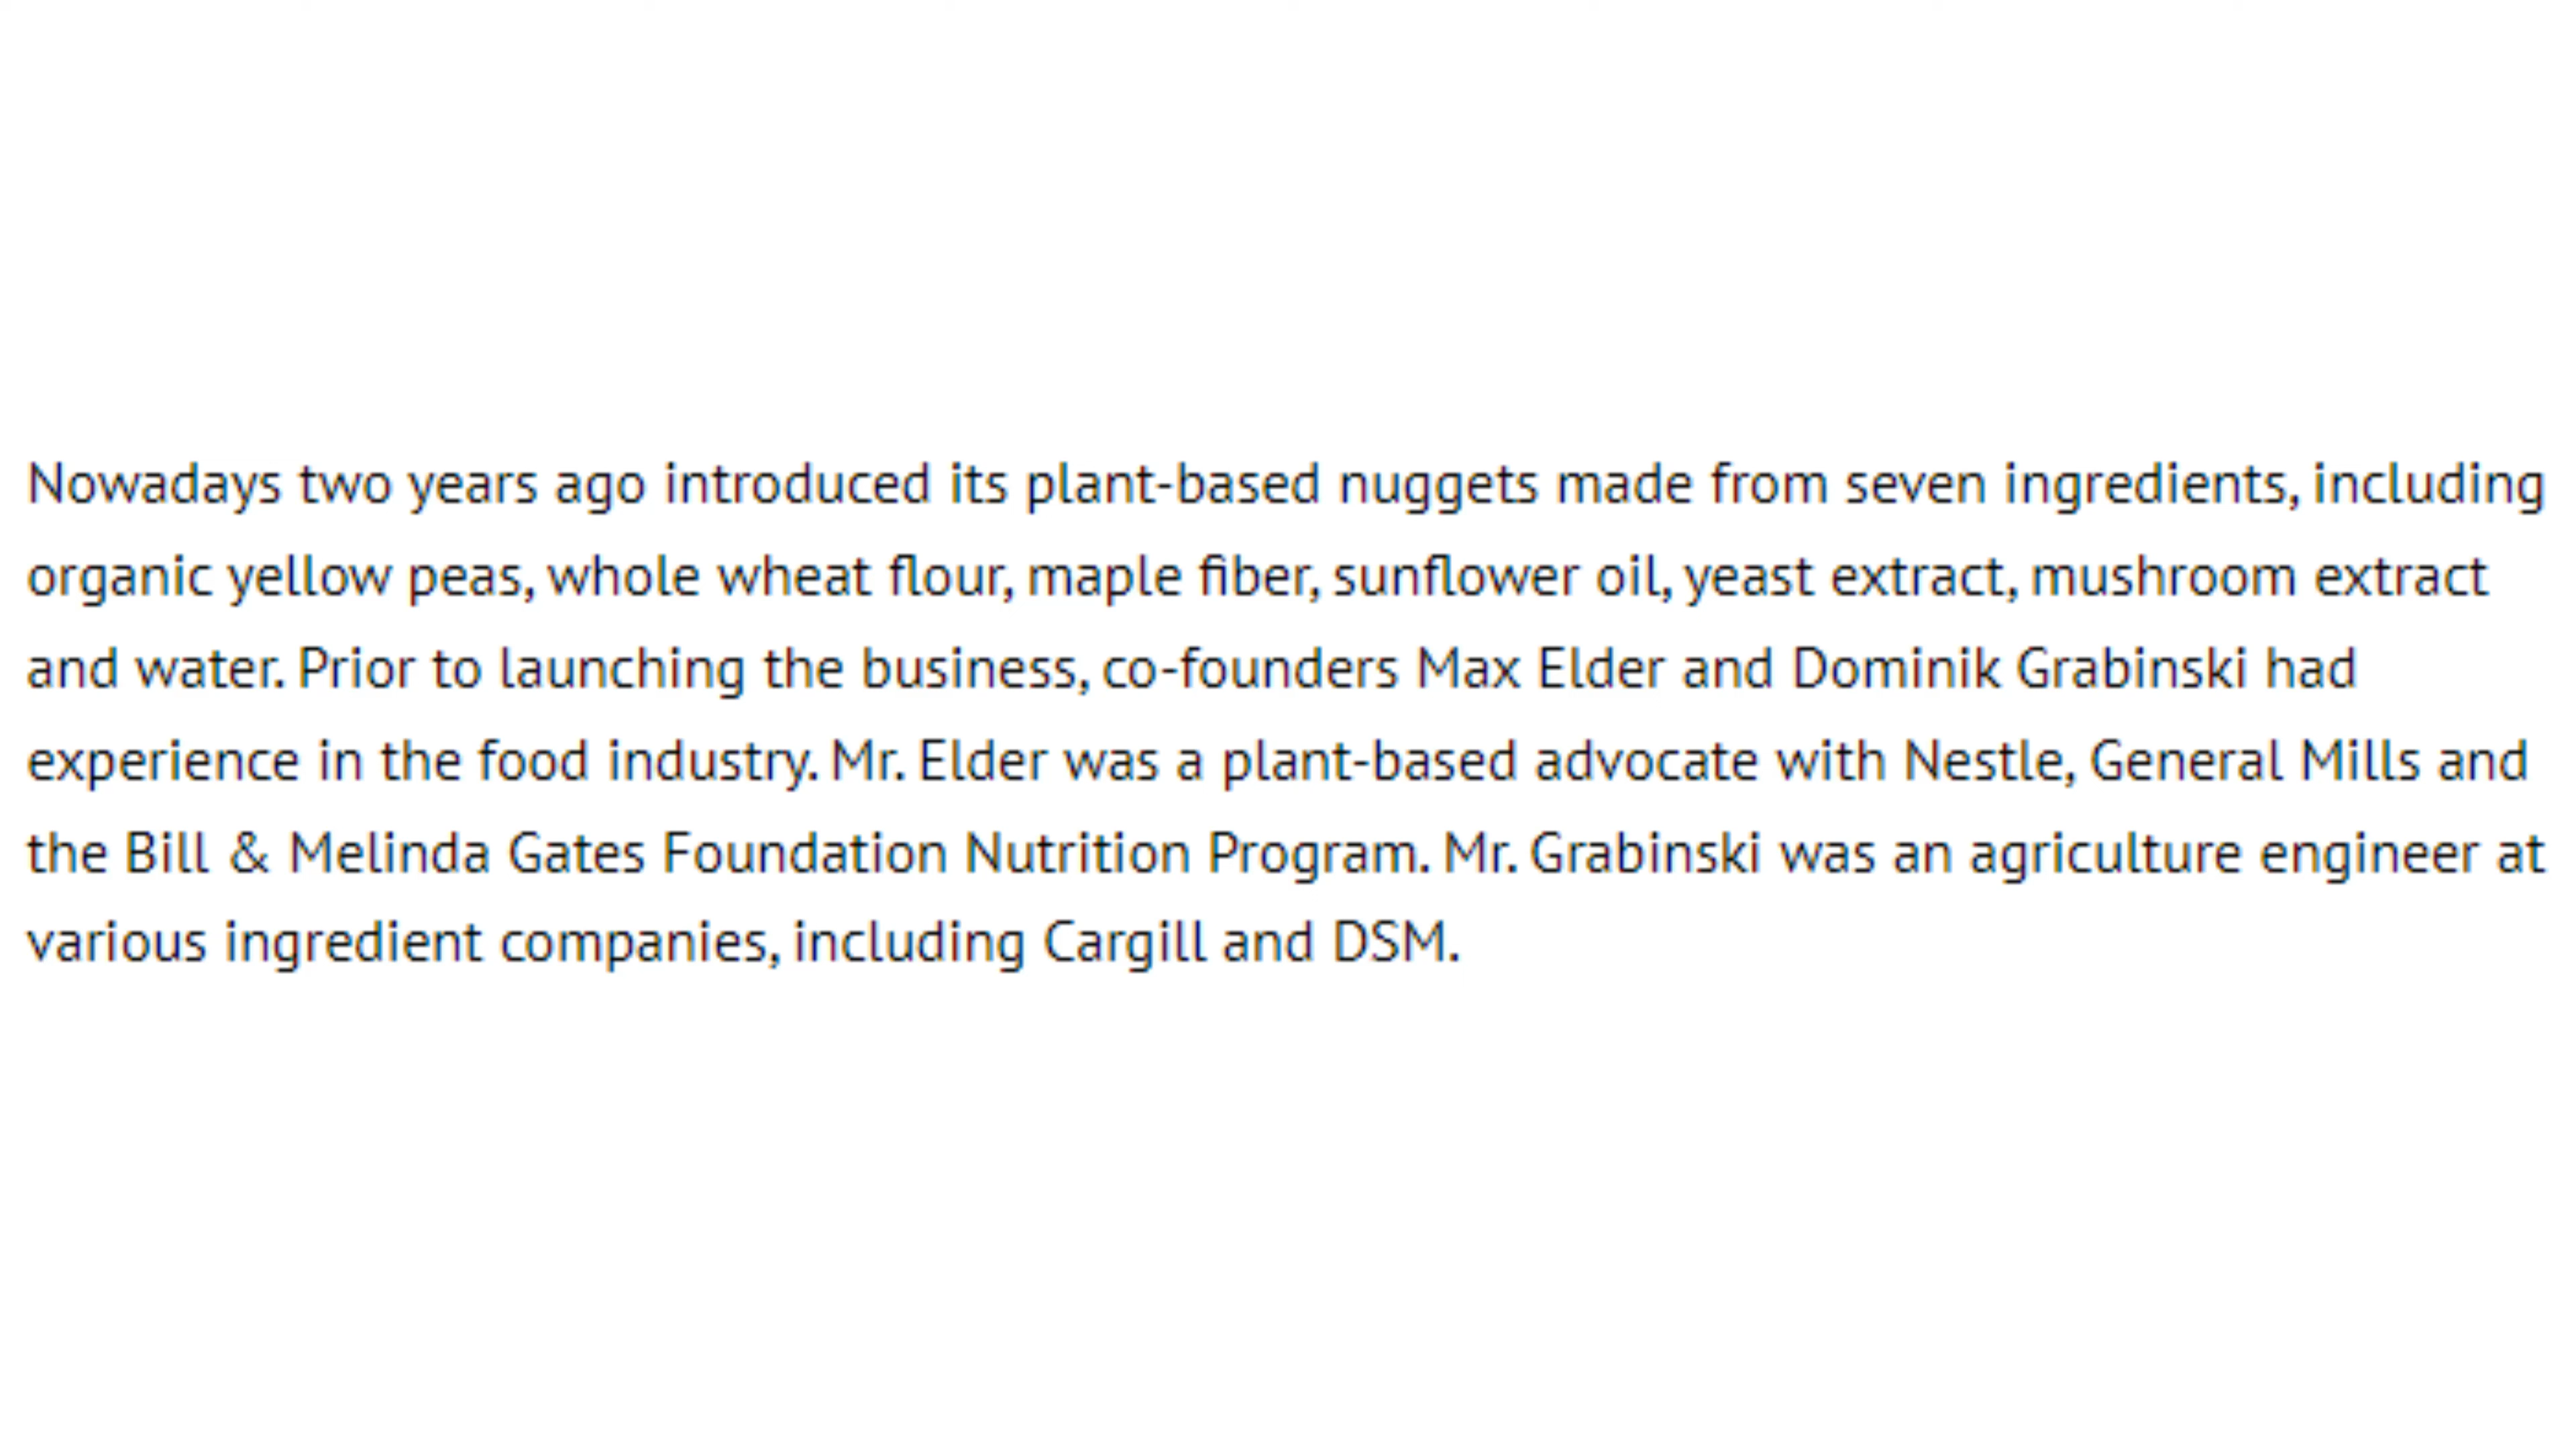 Nowadays two years ago introduced its plant-based nuggets made from seven ingredients, including
organic yellow peas, whole wheat flour, maple fiber, sunflower oil, yeast extract, mushroom extract
and water. Prior to launching the business, co-founders Max Elder and Dominik Grabinski had
experience in the food industry. Mr. Elder was a plant-based advocate with Nestle, General Mills and
the Bill & Melinda Gates Foundation Nutrition Program. Mr. Grabinski was an agriculture engineer at
various ingredient companies, including Cargill and DSM.